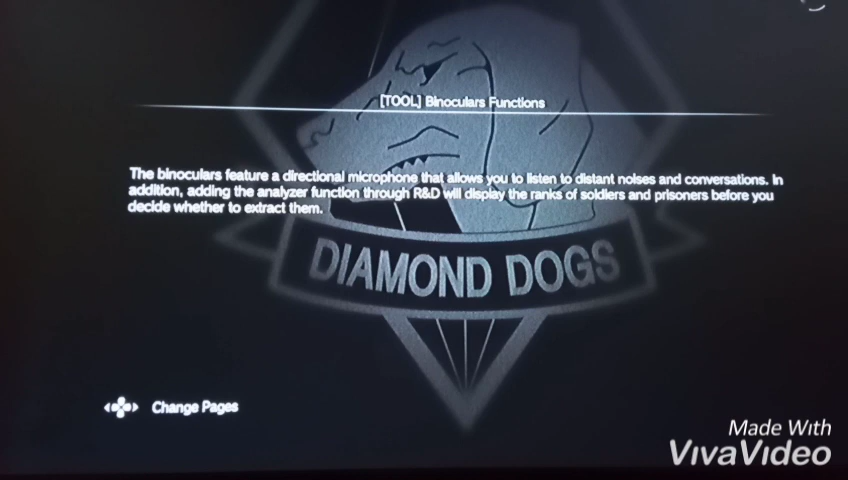 [TOOL] Binoculars Functions
The binoculars feature a directional microphone that allows you to listen to distant noises and conversations. In
addition, adding the analyzer function through R&D will display the ranks of soldiers and prisoners before you
decide whether to extract them.
DIAMOND DOGS
Change Pages
Made With
VivaVideo